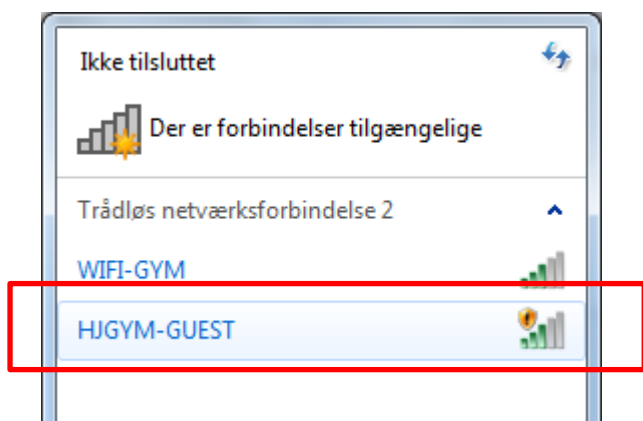 Ikke tilsluttet
Der er forbindelser tilgængelige
Trådløs netværksforbindelse 2
WIFI-GYM
HJGYM-GUEST